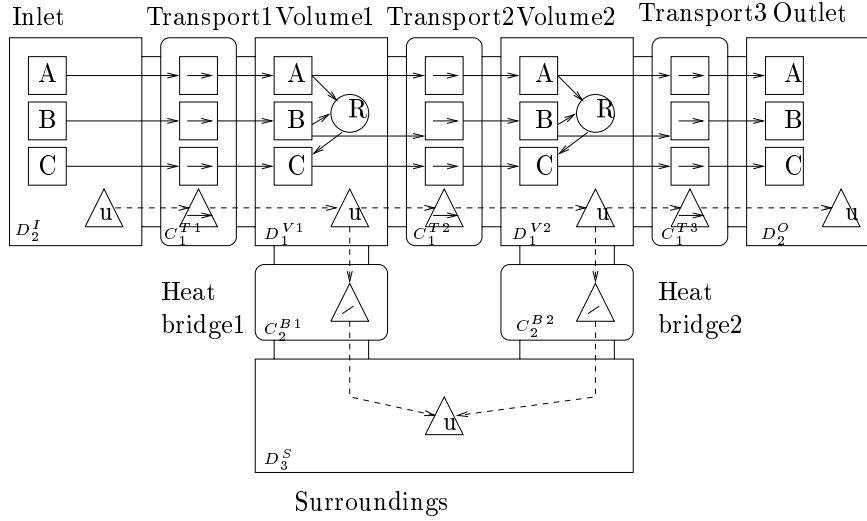 Inlet Transport1 Volume1 Transport2 Volume2 Transport3 Outlet
A A A A
R R
B B B B
C C C C
u u u u
D_2^I C_1^{T1} D_1^{V1} C_1^{T2} D_1^{V2} C_1^{T3} D_2^O
Heat
bridge1
C_2^{B1}
C_2^{B2}
Heat
bridge2
u
D_3^S
Surroundings